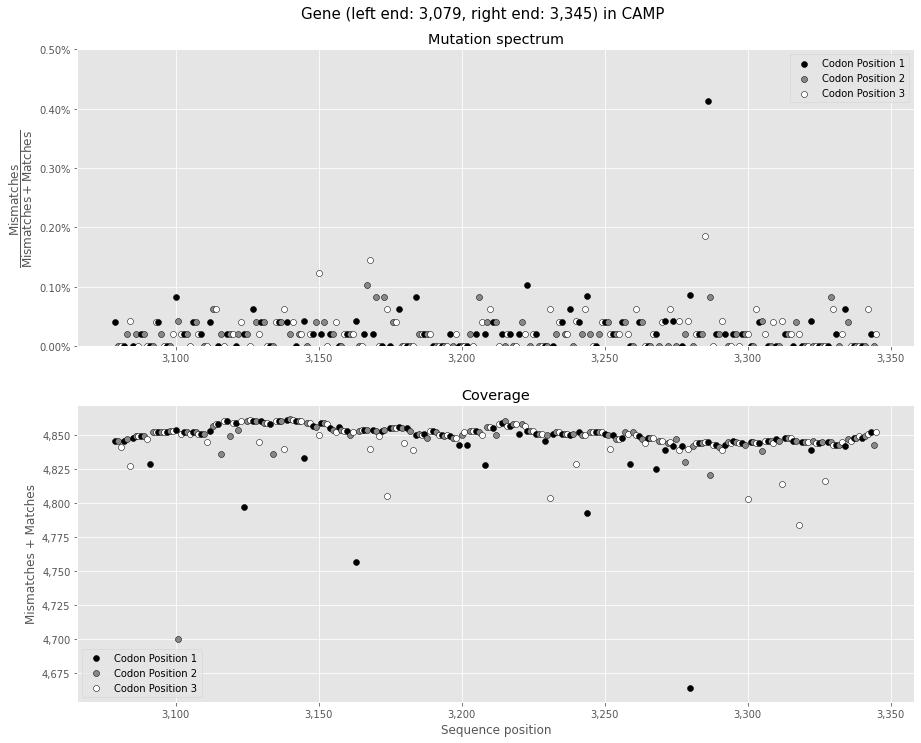 Gene (left end: 3,079, right end: 3,345) in CAMP
Mutation spectrum
0.50%
0.40%
0.30%
0.20%
0.10%
0.00%
Mismatches
Mismatches + Matches
Codon Position 1
Codon Position 2
Codon Position 3
3,100
3,150
3,200
3,250
3,300
3,350
Coverage
4,850
4,825
4,800
4,775
4,750
4,725
4,700
4,675
Mismatches + Matches
Codon Position 1
Codon Position 2
Codon Position 3
3,100
3,150
3,200
3,250
3,300
3,350
Sequence position